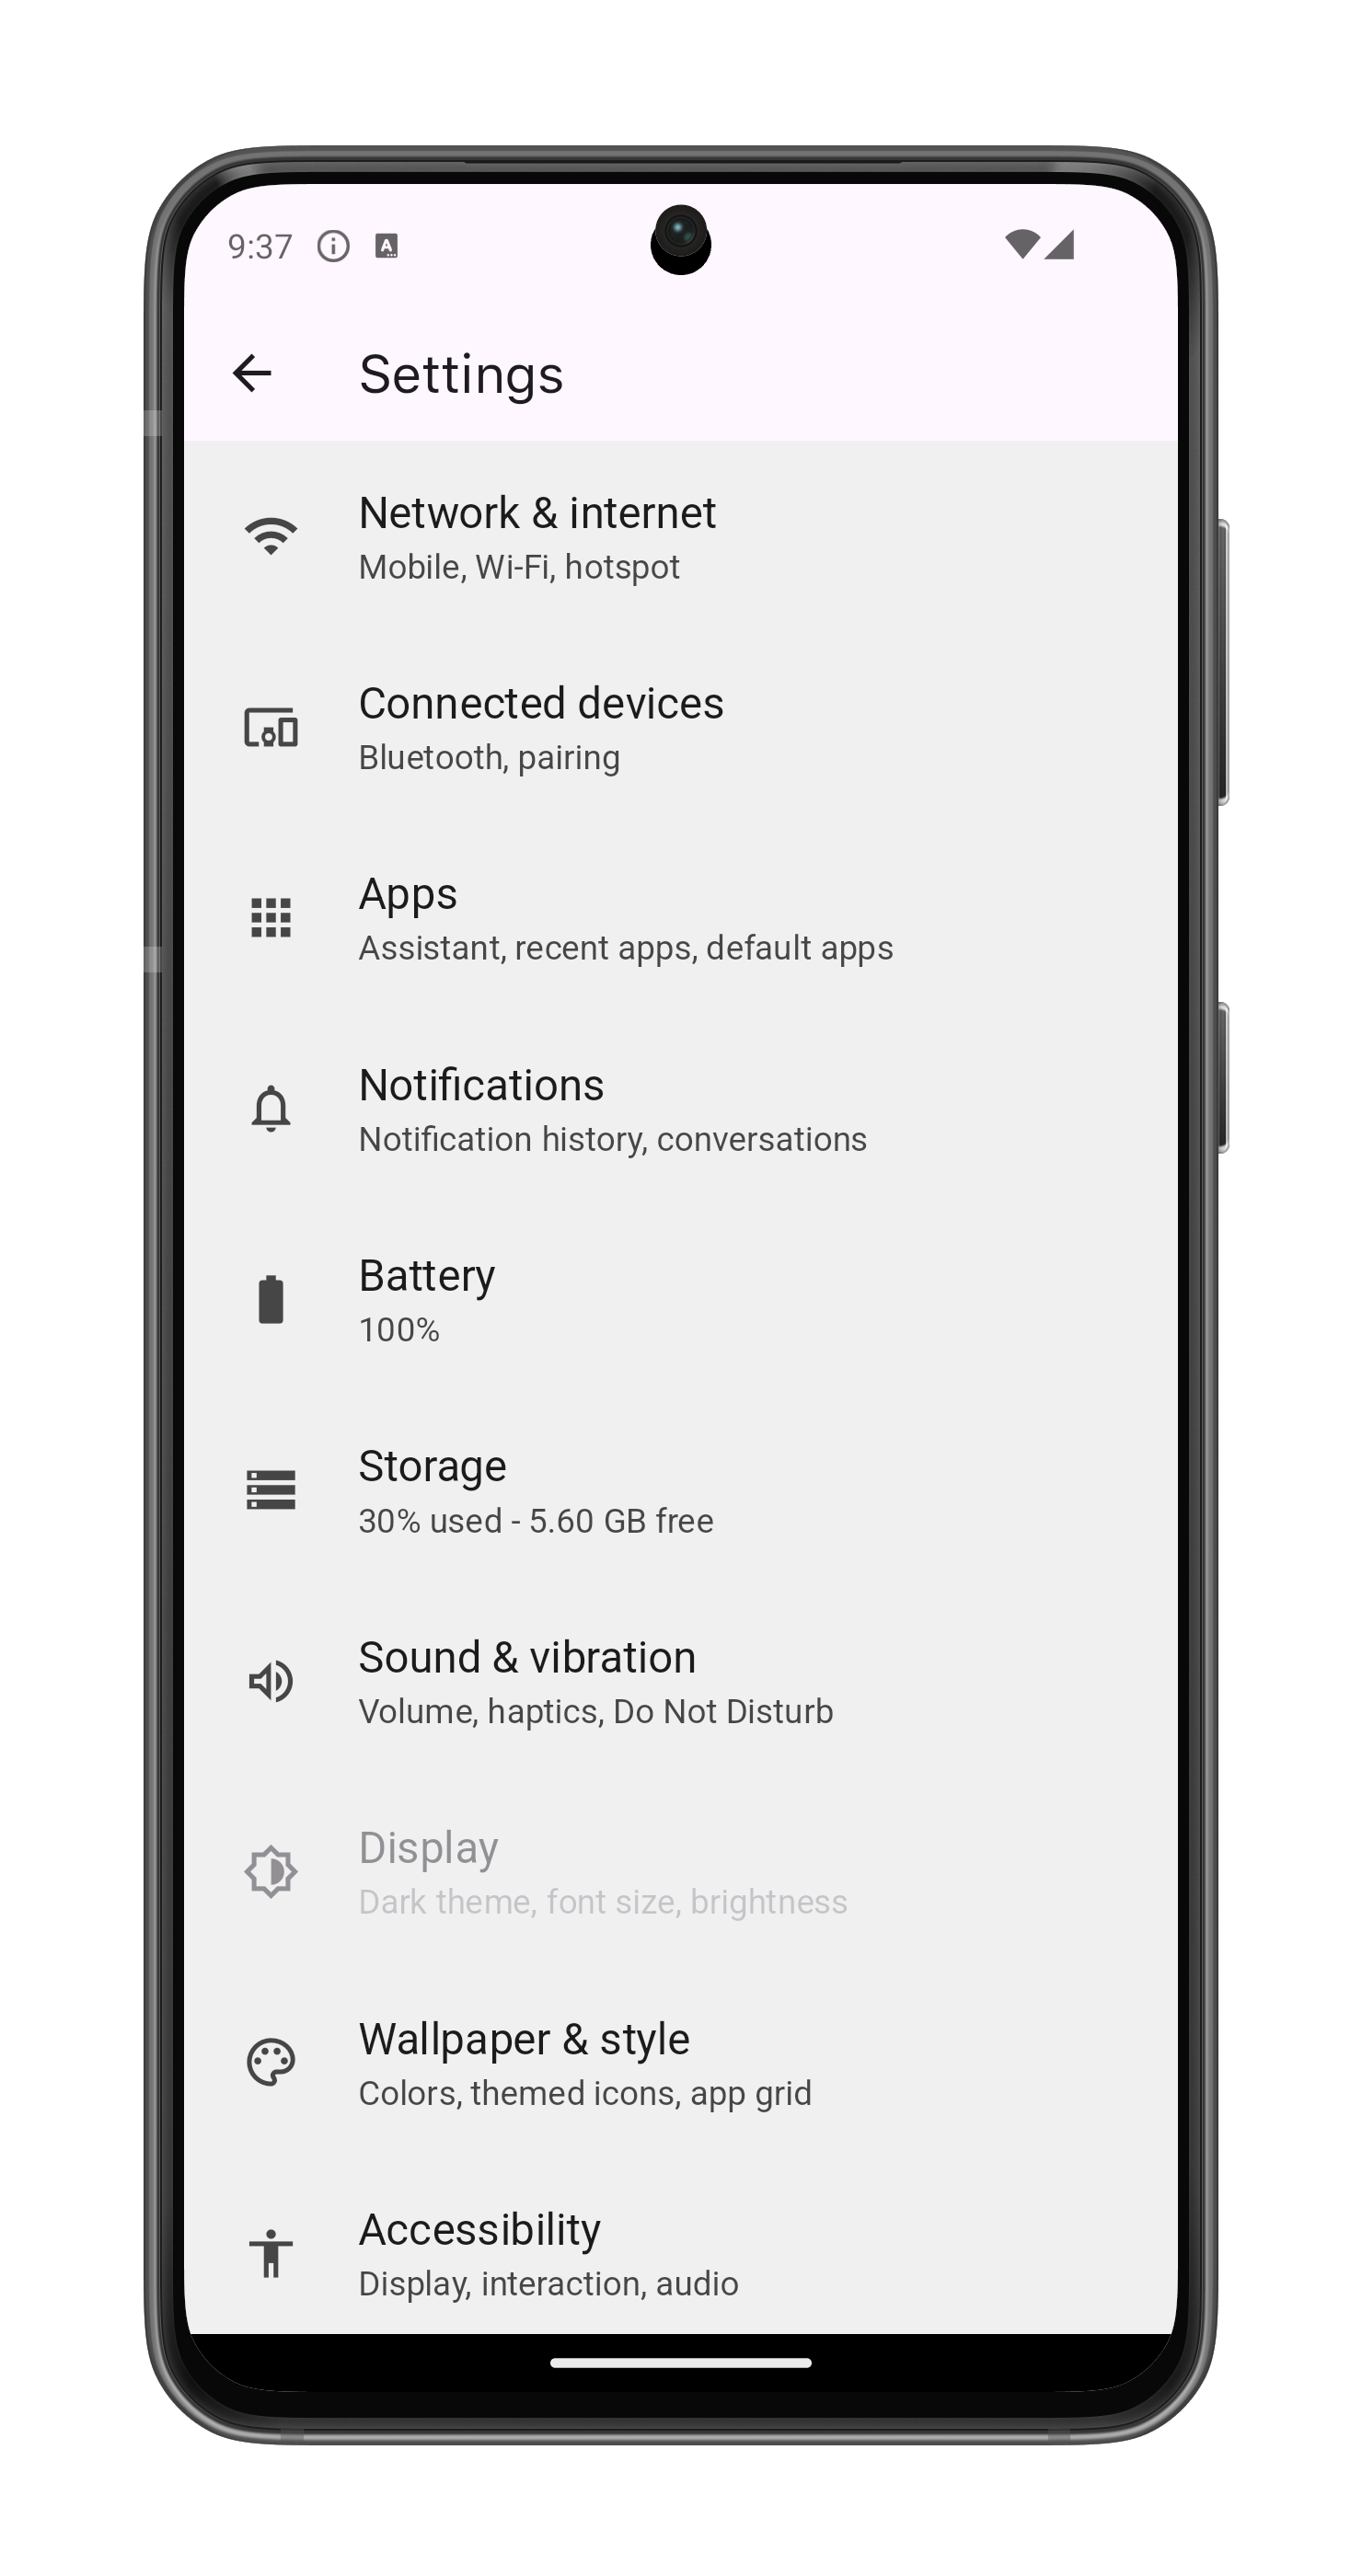 9:37
Settings
Network & internet
Mobile, Wi-Fi, hotspot
Connected devices
Bluetooth, pairing
Apps
Assistant, recent apps, default apps
Notifications
Notification history, conversations
Battery
100%
Storage
30% used - 5.60 GB free
Sound & vibration
Volume, haptics, Do Not Disturb
Display
Dark theme, font size, brightness
Wallpaper & style
Colors, themed icons, app grid
Accessibility
Display, interaction, audio